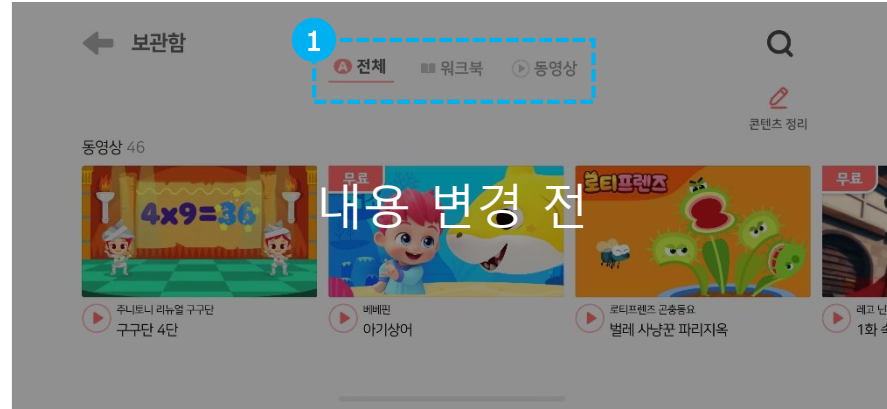 보관함
1
A 전체
워크북
동영상
콘텐츠 정리
동영상 46
내용 변경 전
4x9=36
무료
로티프렌즈
무료
주니토니 리뉴얼 구구단
구구단 4단
베베핀
아기상어
로티프렌즈 곤충동요
벌레 사냥꾼 파리지옥
레고 닌
1화